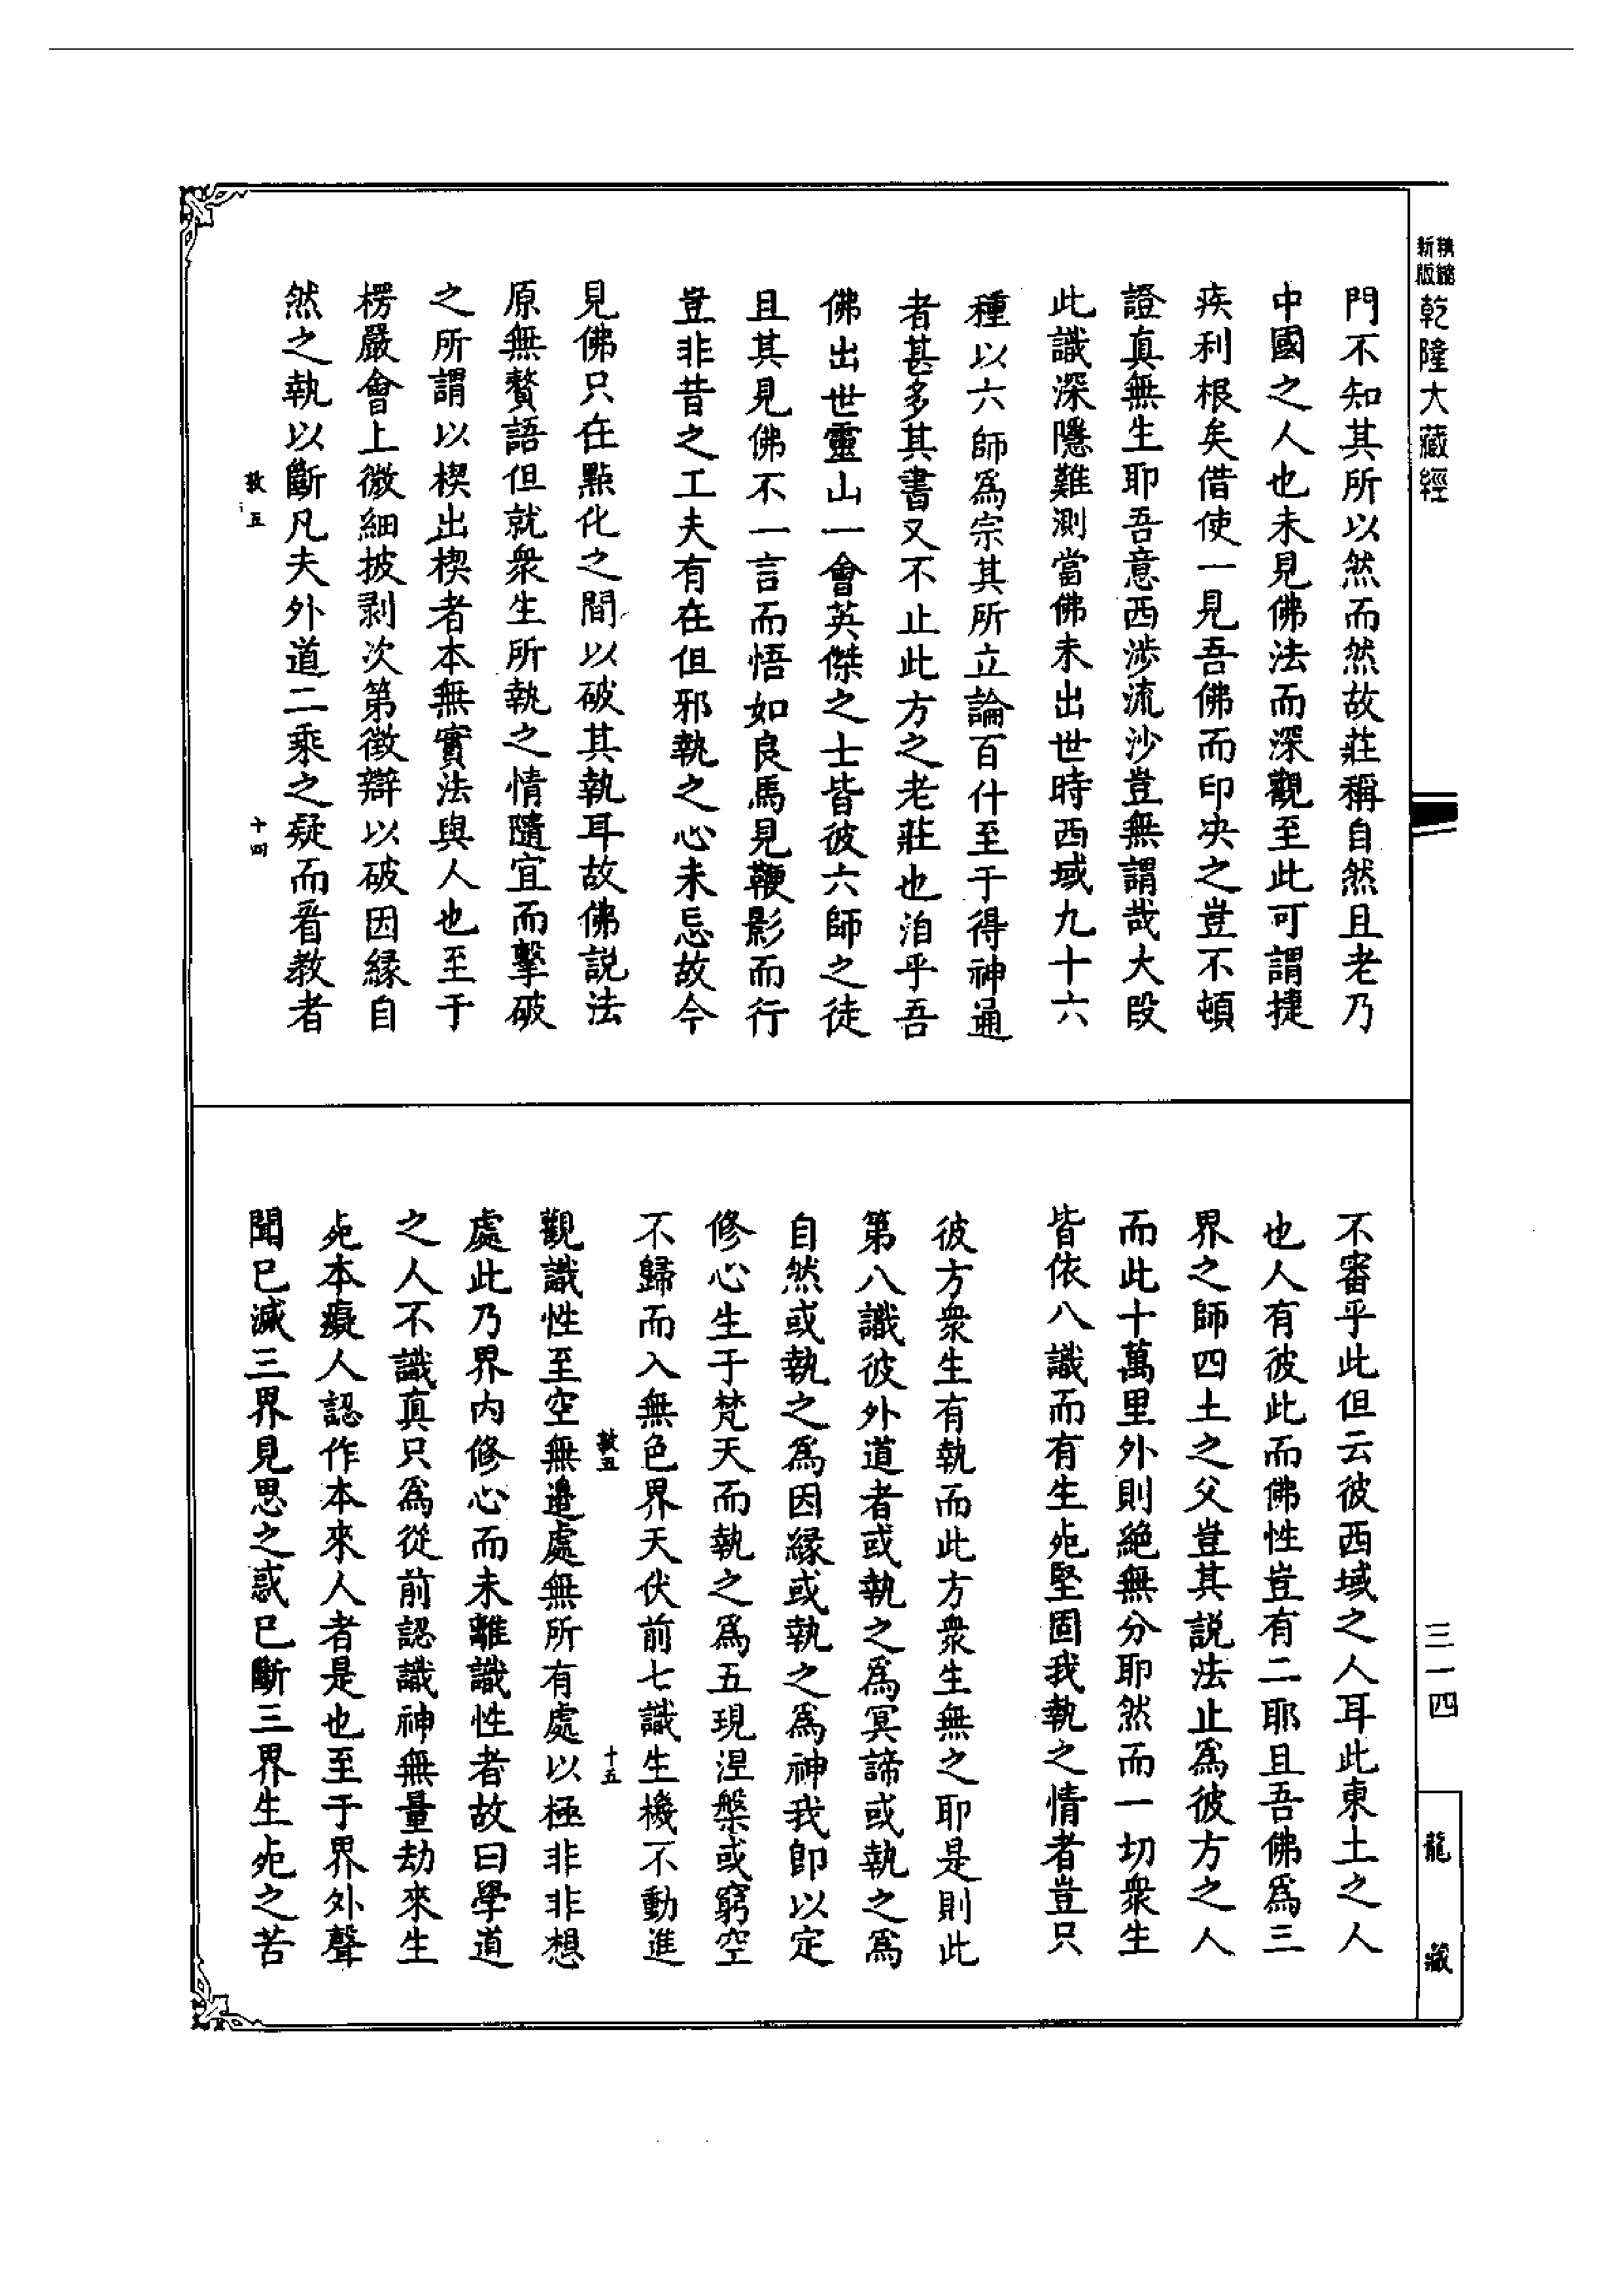 新版精縮乾隆大藏經
門不知其所以然而然故莊稱自然且老乃
中國之人也未見佛法而深觀至此可謂捷
疾利根矣借使一見吾佛而印决之豈不頓
證真無生耶吾意西涉流沙豈無謂哉大段
此識深隱難測當佛未出世時西域九十六
種以六師為宗其所立論百什至于得神通
者甚多其書又不止此方之老莊也洎乎吾
佛出世靈山一會英傑之士皆彼六師之徒
且其見佛不一言而悟如良馬見鞭影而行
豈非昔之工夫有在但邪執之心未忘故今
見佛只在點化之間以破其執耳故佛説法
原無贅語但就衆生所執之情隨宜而擊破
之所謂以楔出楔者本無實法與人也至于
楞嚴會上微細披剥次第徴辯以破因縁自
然之執以斷凡夫外道二乘之疑而看教者
敦五
十四
三一四
龍藏
不審乎此但云彼西域之人耳此東土之人
也人有彼此而佛性豈有二耶且吾佛為三
界之師四土之父豈其説法止為彼方之人
而此十萬里外則絶無分耶然而一切衆生
皆依八識而有生死堅固我執之情者豈只
彼方衆生有執而此方衆生無之耶是則此
第八識彼外道者或執之為冥諦或執之為
自然或執之為因縁或執之為神我即以定
修心生于梵天而執之為五現涅槃或窮空
不歸而入無色界天伏前七識生機不動進
敦五
十五
觀識性至空無邊處無所有處以極非非想
處此乃界内修心而未離識性者故曰學道
之人不識真只為從前認識神無量劫來生
死本癡人認作本來人者是也至于界外聲
聞已滅三界見思之惑已斷三界生死之苦